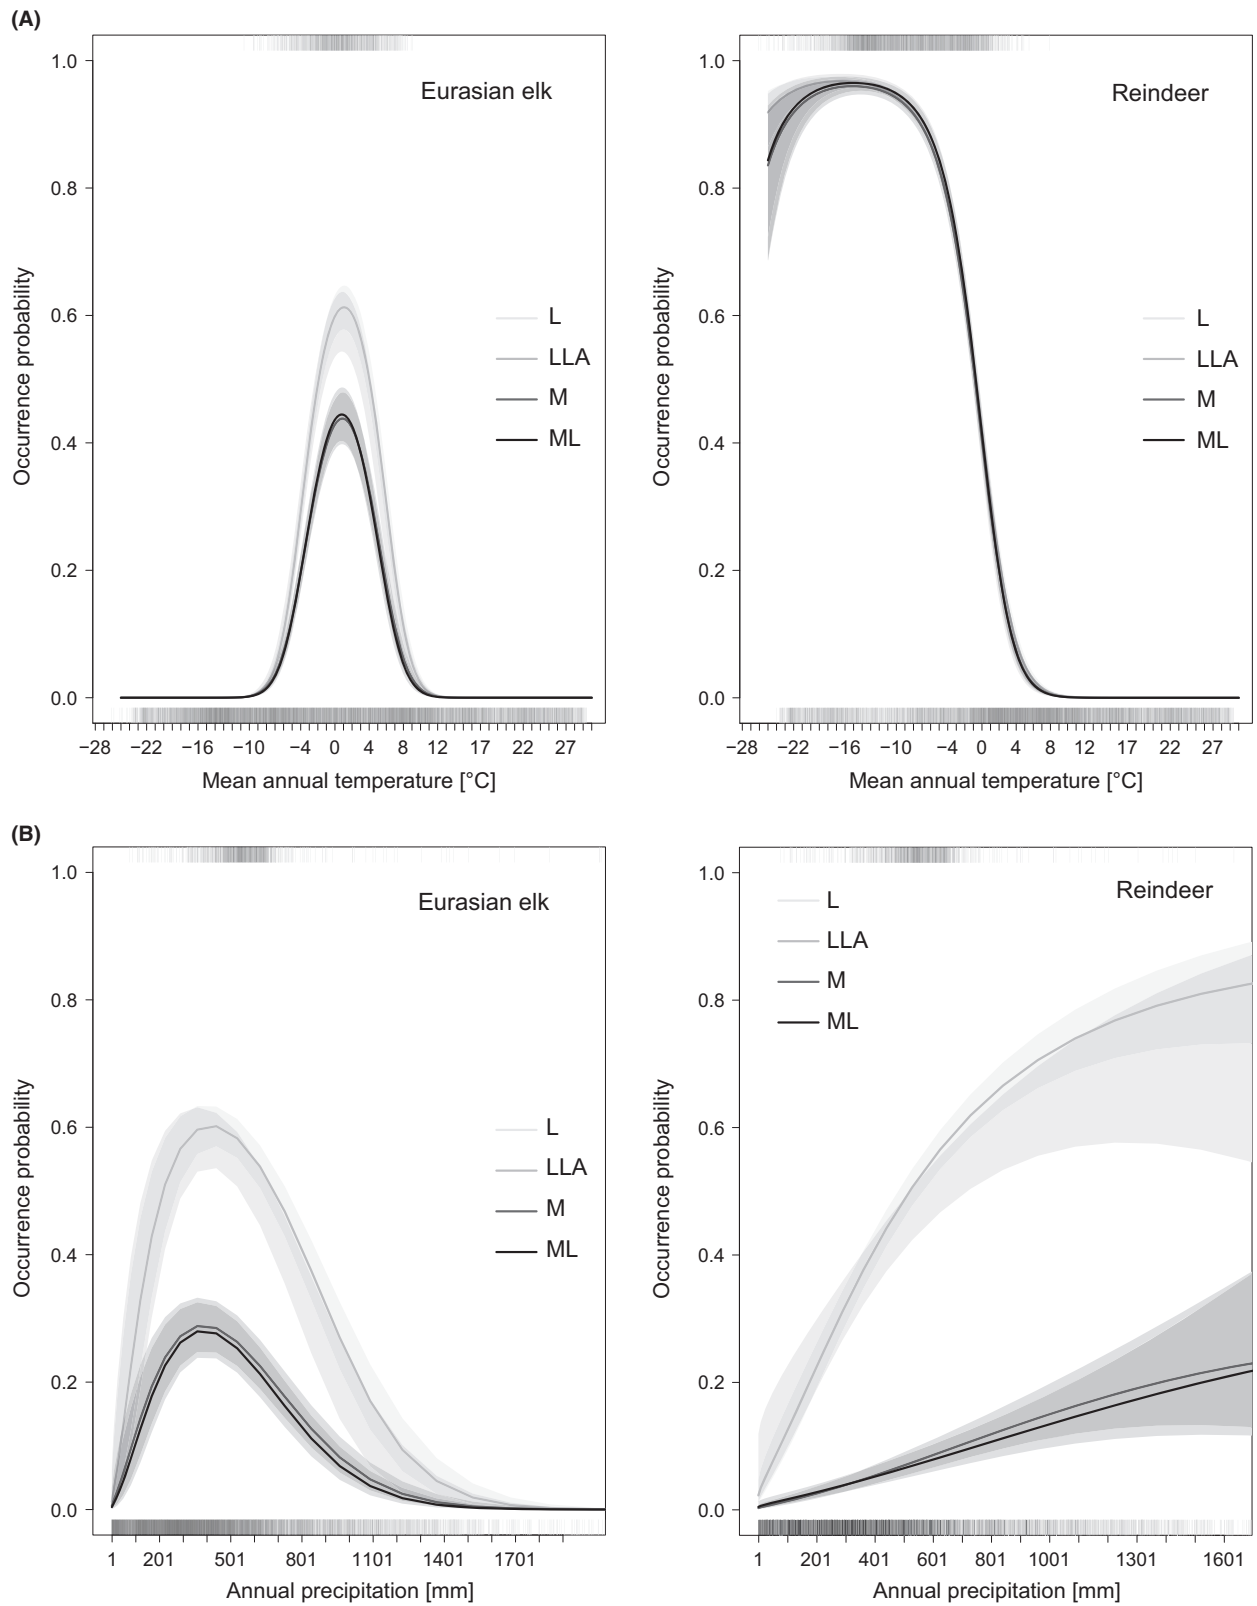 (A)
Eurasian elk
1.0
0.8
0.6
0.4
0.2
0.0
Occurrence probability
L
LLA
M
ML
−28 −22 −16 −10 −4 0 4 8 12 17 22 27
Mean annual temperature [°C]
Reindeer
1.0
0.8
0.6
0.4
0.2
0.0
Occurrence probability
L
LLA
M
ML
−28 −22 −16 −10 −4 0 4 8 12 17 22 27
Mean annual temperature [°C]
(B)
Eurasian elk
1.0
0.8
0.6
0.4
0.2
0.0
Occurrence probability
L
LLA
M
ML
1 201 501 801 1101 1401 1701
Annual precipitation [mm]
Reindeer
1.0
0.8
0.6
0.4
0.2
0.0
Occurrence probability
L
LLA
M
ML
1 201 401 601 801 1001 1301 1601
Annual precipitation [mm]